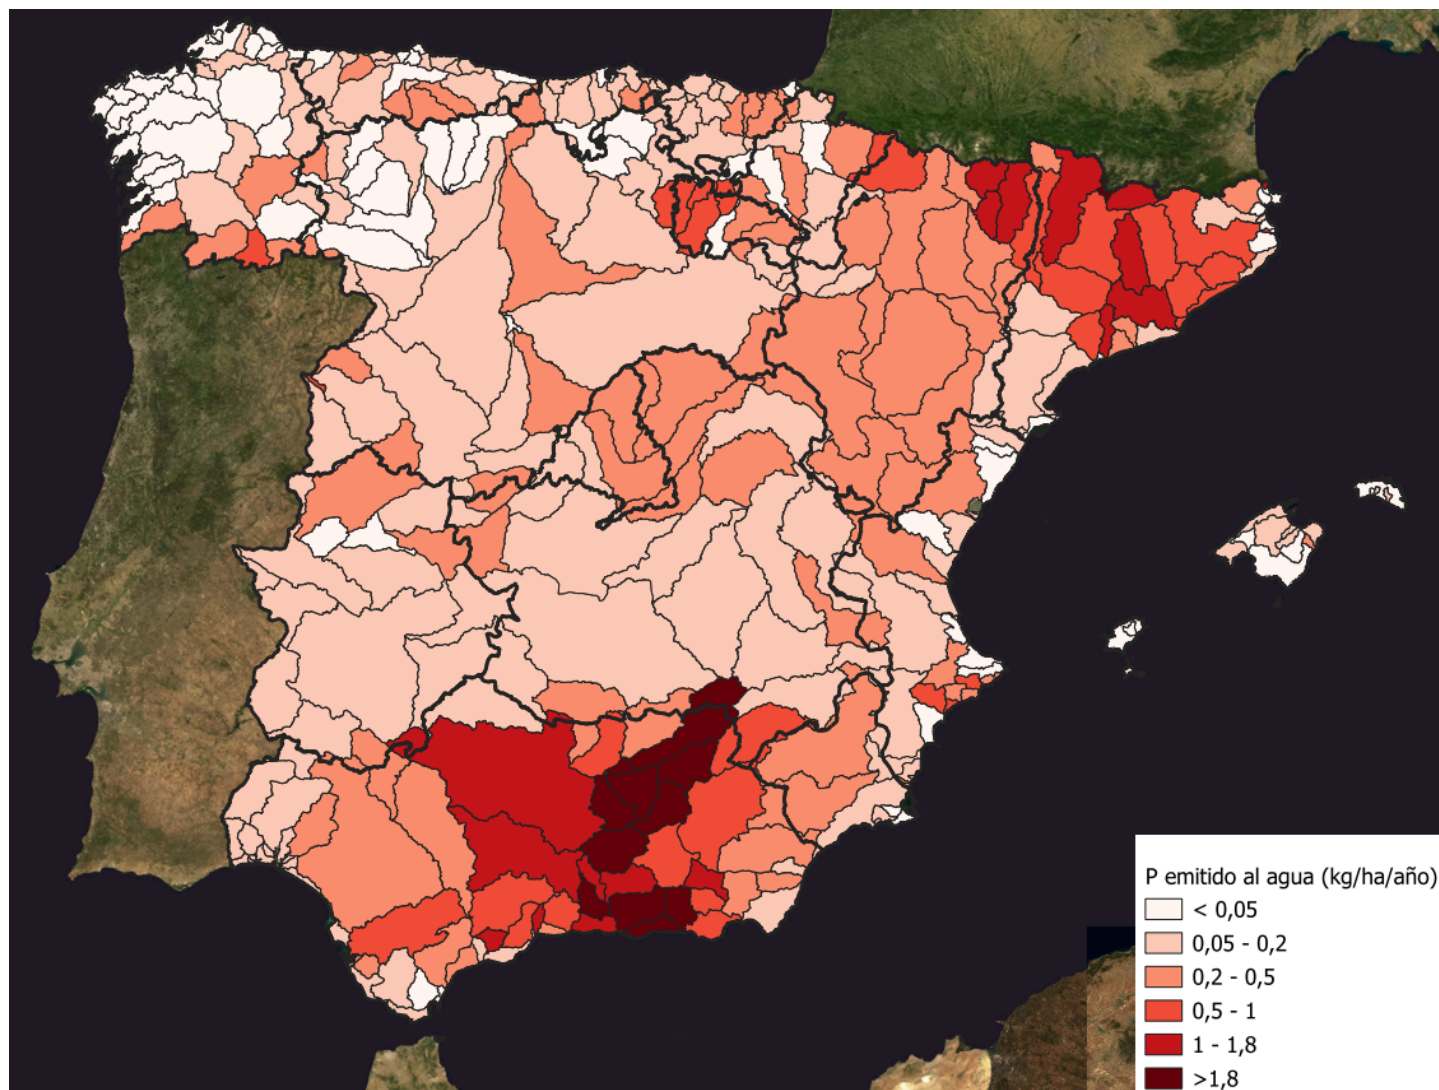 P emitido al agua (kg/ha/año)
< 0,05
0,05 - 0,2
0,2 - 0,5
0,5 - 1
1 - 1,8
>1,8